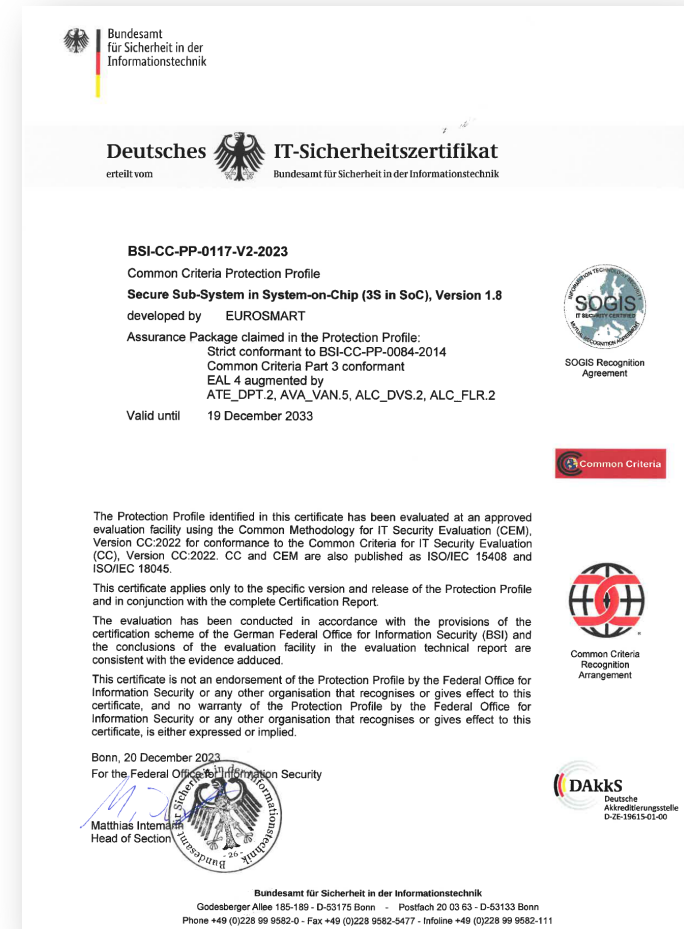 Bundesamt
für Sicherheit in der
Informationstechnik
Deutsches IT-Sicherheitszertifikat
erteilt vom Bundesamt für Sicherheit in der Informationstechnik
BSI-CC-PP-0117-V2-2023
Common Criteria Protection Profile
Secure Sub-System in System-on-Chip (3S in SoC), Version 1.8
developed by EUROSMART
Assurance Package claimed in the Protection Profile:
Strict conformant to BSI-CC-PP-0084-2014
Common Criteria Part 3 conformant
EAL 4 augmented by
ATE_DPT.2, AVA_VAN.5, ALC_DVS.2, ALC_FLR.2
Valid until 19 December 2033
INFORMATION TECHNOLOGY SECURITY
SOGIS
IT SECURITY CERTIFIED
MUTUAL RECOGNITION AGREEMENT
SOGIS Recognition
Agreement
Common Criteria
The Protection Profile identified in this certificate has been evaluated at an approved
evaluation facility using the Common Methodology for IT Security Evaluation (CEM),
Version CC:2022 for conformance to the Common Criteria for IT Security Evaluation
(CC), Version CC:2022. CC and CEM are also published as ISO/IEC 15408 and
ISO/IEC 18045.
This certificate applies only to the specific version and release of the Protection Profile
and in conjunction with the complete Certification Report.
The evaluation has been conducted in accordance with the provisions of the
certification scheme of the German Federal Office for Information Security (BSI) and
the conclusions of the evaluation facility in the evaluation technical report are
consistent with the evidence adduced.
This certificate is not an endorsement of the Protection Profile by the Federal Office for
Information Security or any other organisation that recognises or gives effect to this
certificate, and no warranty of the Protection Profile by the Federal Office for
Information Security or any other organisation that recognises or gives effect to this
certificate, is either expressed or implied.
Common Criteria
Recognition
Arrangement
Bonn, 20 December 2023
For the Federal Office for Information Security
Matthias Intemann
Head of Section
Bundesamt für Sicherheit in der Informationstechnik
- 26 -
DAkkS
Deutsche
Akkreditierungsstelle
D-ZE-19615-01-00
Bundesamt für Sicherheit in der Informationstechnik
Godesberger Allee 185-189 - D-53175 Bonn - Postfach 20 03 63 - D-53133 Bonn
Phone +49 (0)228 99 9582-0 - Fax +49 (0)228 9582-5477 - Infoline +49 (0)228 99 9582-111